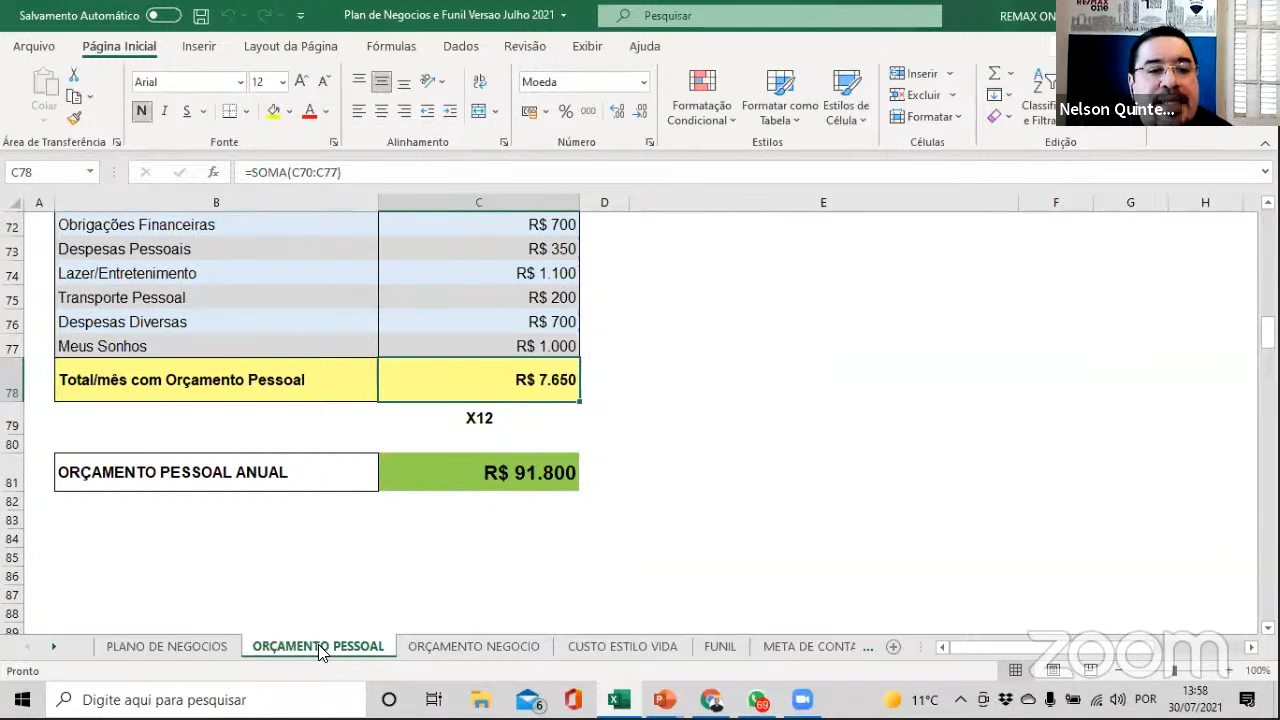 Salvamento Automático
Plan de Negocios e Funil Versão Julho 2021
Pesquisar
REMAX ON
Arquivo
Página Inicial
Inserir
Layout da Página
Fórmulas
Dados
Revisão
Exibir
Ajuda
Colar
Arial
12
Moeda
N I S
000
Formatação Condicional
Formatar como Tabela
Estilos de Célula
Inserir
Excluir
Formatar
Classifi
e Filtra
Nelson Quinte...
Área de Transferência
Fonte
Alinhamento
Número
Estilos
Células
Edição
C78
=SOMA(C70:C77)
A B C D E F G H
72 Obrigações Financeiras R$ 700
73 Despesas Pessoais R$ 350
74 Lazer/Entretenimento R$ 1.100
75 Transporte Pessoal R$ 200
76 Despesas Diversas R$ 700
77 Meus Sonhos R$ 1.000
78 Total/mês com Orçamento Pessoal R$ 7.650
79 X12
80
81 ORÇAMENTO PESSOAL ANUAL R$ 91.800
82
83
84
85
86
87
88
89
PLANO DE NEGOCIOS
ORÇAMENTO PESSOAL
ORÇAMENTO NEGOCIO
CUSTO ESTILO VIDA
FUNIL
META DE CONTA ...
zoom
Pronto
100%
Digite aqui para pesquisar
6
69
11°C
POR
13:58
30/07/2021